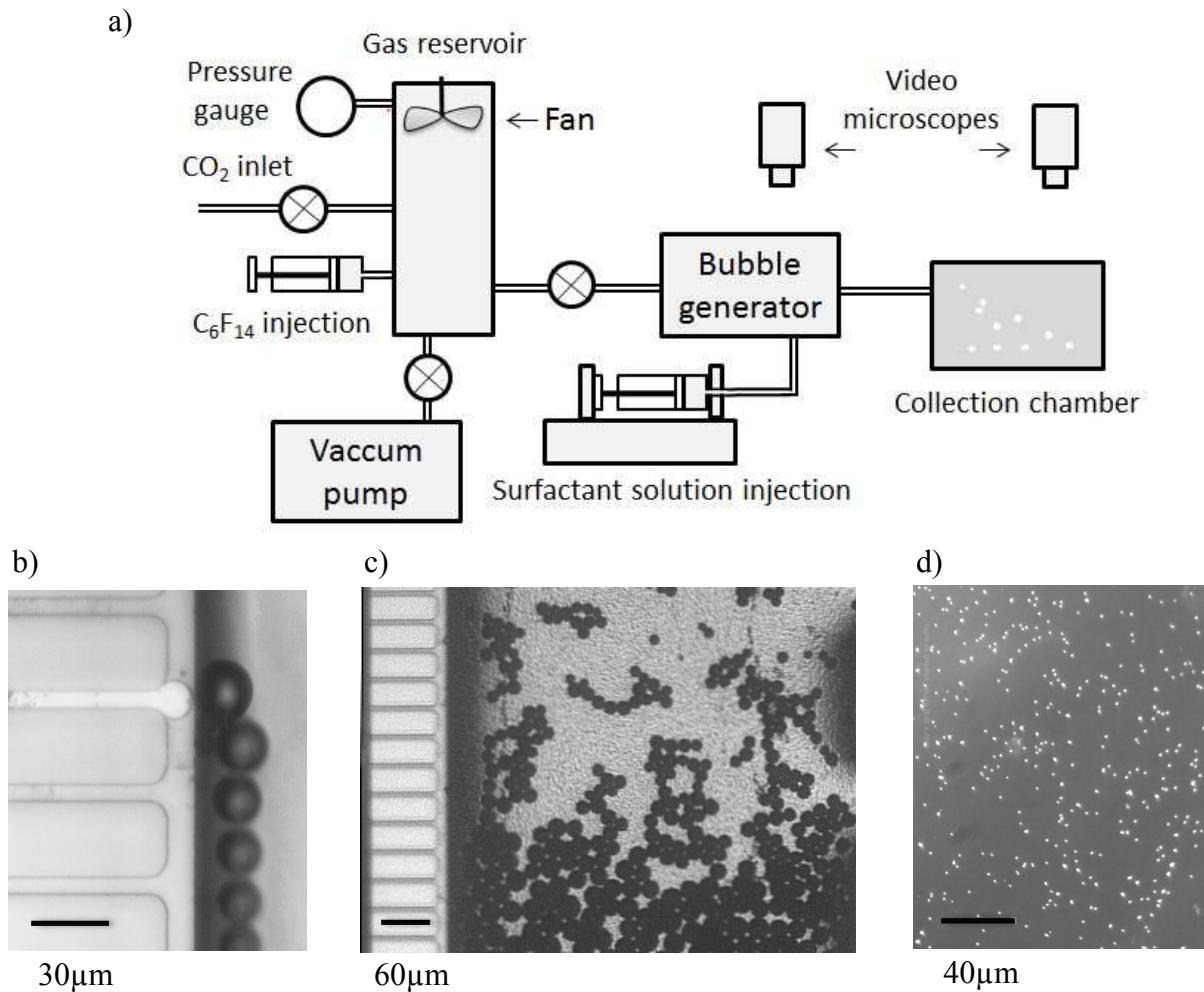 a)
Gas reservoir
Pressure
gauge
Fan
Video
microscopes
CO₂ inlet
C₆F₁₄ injection
Bubble
generator
Vaccum
pump
Surfactant solution injection
Collection chamber
b)
c)
d)
30µm
60µm
40µm